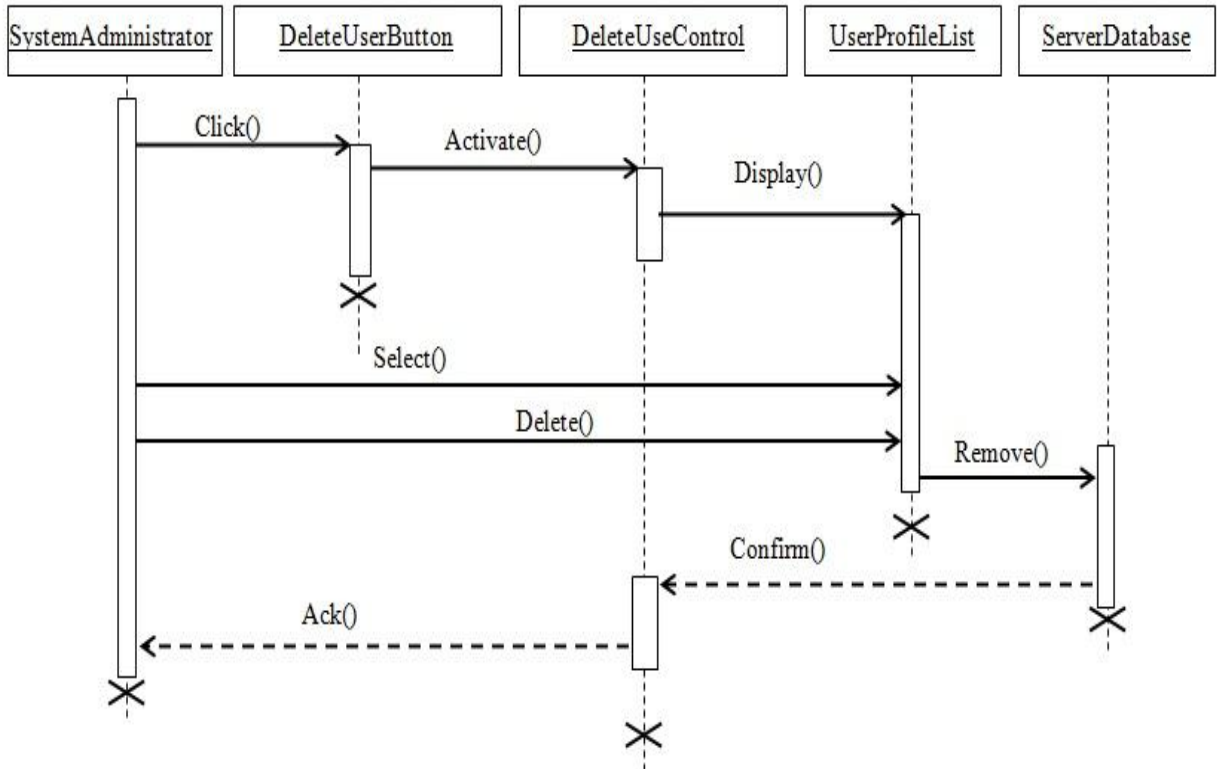 SystemAdministrator
DeleteUserButton
DeleteUseControl
UserProfileList
ServerDatabase
Click()
Activate()
Display()
Select()
Delete()
Remove()
Confirm()
Ack()